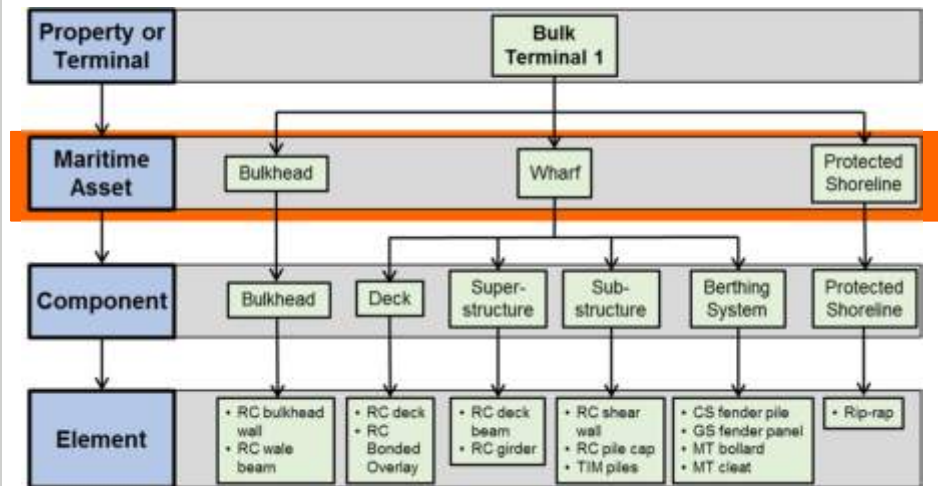 Property or
Terminal
Bulk
Terminal 1
Maritime
Asset
Bulkhead
Wharf
Protected
Shoreline
Component
Bulkhead
Deck
Super-
structure
Sub-
structure
Berthing
System
Protected
Shoreline
Element
• RC bulkhead
wall
• RC wale
beam
• RC deck
• RC
Bonded
Overlay
• RC deck
beam
• RC girder
• RC shear
wall
• RC pile cap
• TIM piles
• CS fender pile
• GS fender panel
• MT bollard
• MT cleat
• Rip-rap